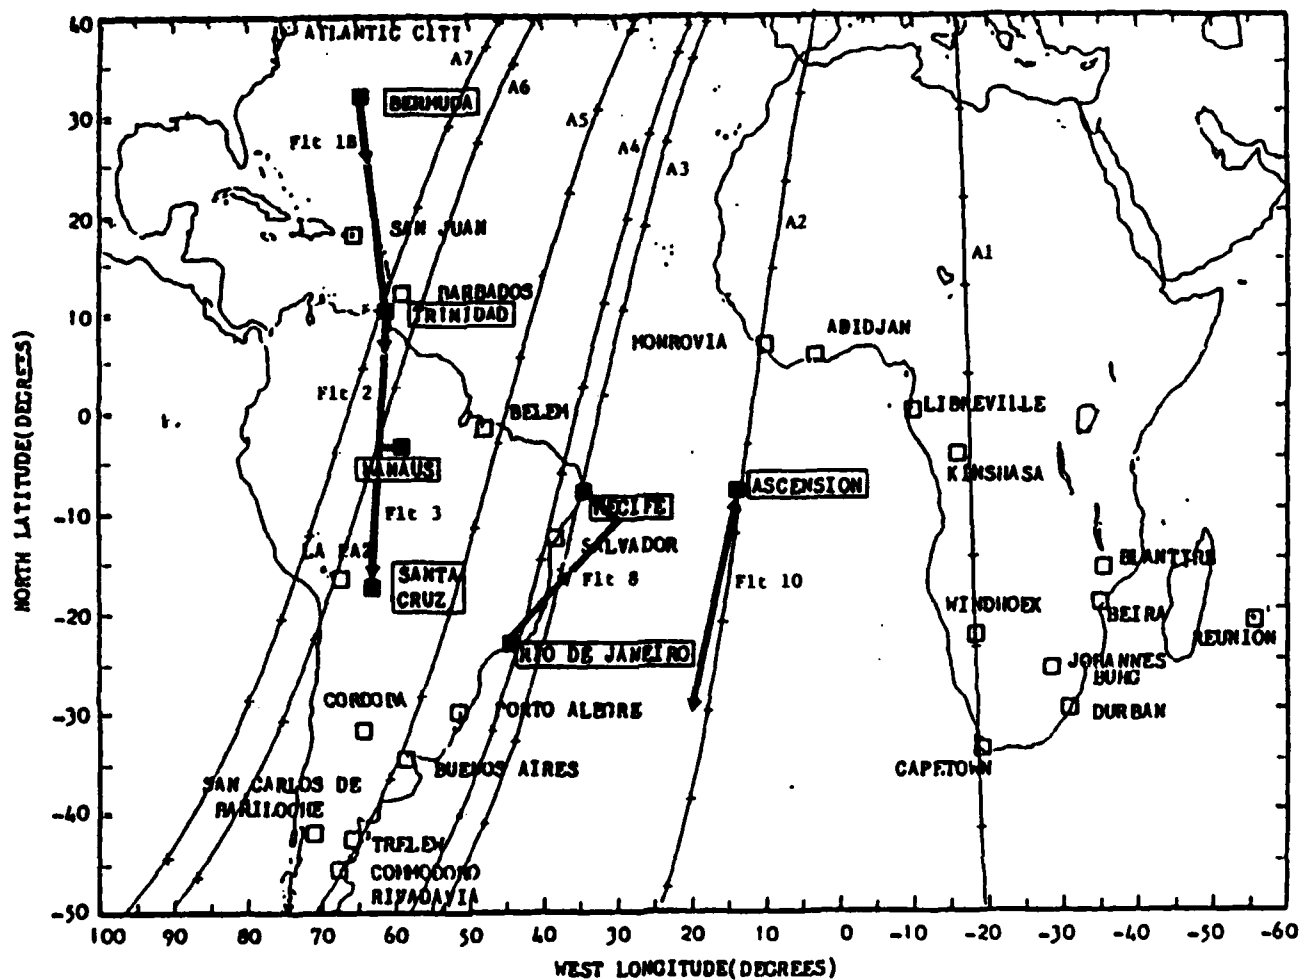 40
30
20
10
0
-10
-20
-30
-40
-50
NORTH LATITUDE(DEGREES)
100 90 80 70 60 50 40 30 20 10 0 -10 -20 -30 -40 -50 -60
WEST LONGITUDE(DEGREES)
ATLANTIC CITI
A7
A6
A5
A4
A3
A2
A1
BERMUDA
Flt 1B
SAN JUAN
BARBADOS
TRINIDAD
MONROVIA
ABIDJAN
Flt 2
BELEM
LIBREVILLE
KINSHASA
MANAUS
RECIFE
ASCENSION
Flt 3
SALVADOR
LA PAZ
SANTA
CRUZ
Flt 8
Flt 10
BLANTIRE
WINDHOEK
BEIRA
REUNION
RIO DE JANEIRO
JOHANNES
BURG
CORDOBA
PORTO ALEGRE
DURBAN
BUENOS AIRES
CAPETOWN
SAN CARLOS DE
BARILOCHE
TRELEW
COMMODORO
RIVADAVIA